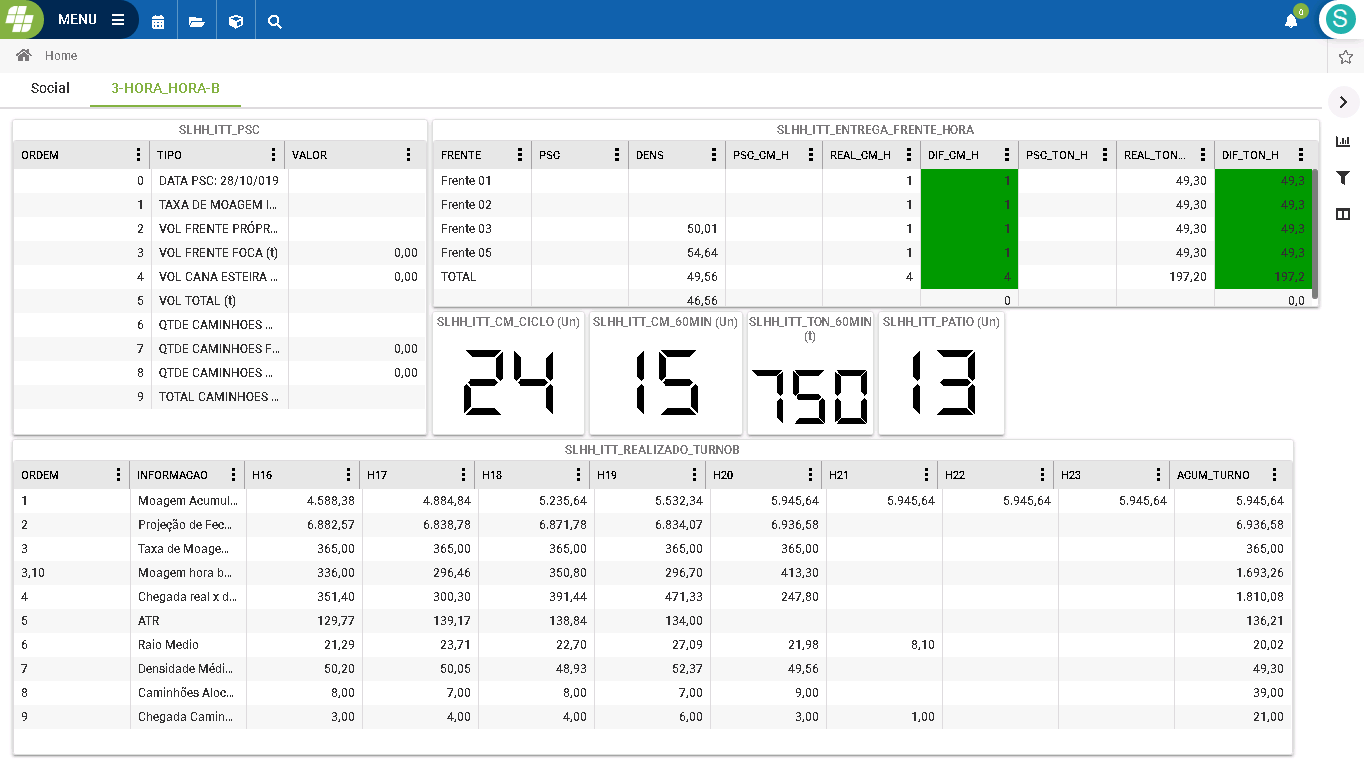 MENU
0
S
Home
Social 3-HORA_HORA-B
SLHH_ITT_PSC
ORDEM TIPO VALOR
0 DATA PSC: 28/10/019
1 TAXA DE MOAGEM I...
2 VOL FRENTE PRÓPR...
3 VOL FRENTE FOCA (t) 0,00
4 VOL CANA ESTEIRA ... 0,00
5 VOL TOTAL (t)
6 QTDE CAMINHOES ...
7 QTDE CAMINHOES F... 0,00
8 QTDE CAMINHOES ... 0,00
9 TOTAL CAMINHOES ...
SLHH_ITT_ENTREGA_FRENTE_HORA
FRENTE PSC DENS PSC_CM_H REAL_CM_H DIF_CM_H PSC_TON_H REAL_TON... DIF_TON_H
Frente 01 1 1 49,30 49,3
Frente 02 1 1 49,30 49,3
Frente 03 50,01 1 1 49,30 49,3
Frente 05 54,64 1 1 49,30 49,3
TOTAL 49,56 4 4 197,20 197,2
46,56 0 0,0
SLHH_ITT_CM_CICLO (Un)
24
SLHH_ITT_CM_60MIN (Un)
15
SLHH_ITT_TON_60MIN
(t)
750
SLHH_ITT_PATIO (Un)
13
SLHH_ITT_REALIZADO_TURNOB
ORDEM INFORMACAO H16 H17 H18 H19 H20 H21 H22 H23 AGUM_TURNO
1 Moagem Acumul... 4.588,38 4.884,84 5.235,64 5.532,34 5.945,64 5.945,64 5.945,64 5.945,64 5.945,64
2 Projeção de Fec... 6.882,57 6.838,78 6.871,78 6.834,07 6.936,58 6.936,58
3 Taxa de Moage... 365,00 365,00 365,00 365,00 365,00 365,00
3,10 Moagem hora b... 336,00 296,46 350,80 296,70 413,30 1.693,26
4 Chegada real x d... 351,40 300,30 391,44 471,33 247,80 1.810,08
5 ATR 129,77 139,17 138,84 134,00 136,21
6 Raio Medio 21,29 23,71 22,70 27,09 21,98 8,10 20,02
7 Densidade Médi... 50,20 50,05 48,93 52,37 49,56 49,30
8 Caminhões Aloc... 8,00 7,00 8,00 7,00 9,00 39,00
9 Chegada Camin... 3,00 4,00 4,00 6,00 3,00 1,00 21,00